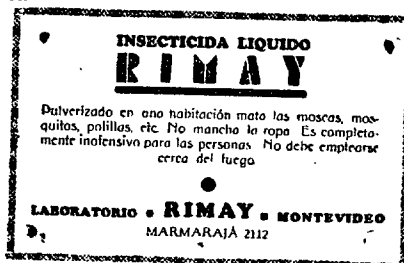 INSECTICIDA LIQUIDO
RIMAY
Pulverizado en una habitación mata las moscas, mos-
quitos, polillas, etc. No mancha la ropa. Es completa-
mente inofensivo para las personas. No debe emplearse
cerca del fuego
LABORATORIO • RIMAY • MONTEVIDEO
MARMARAJÁ 2112